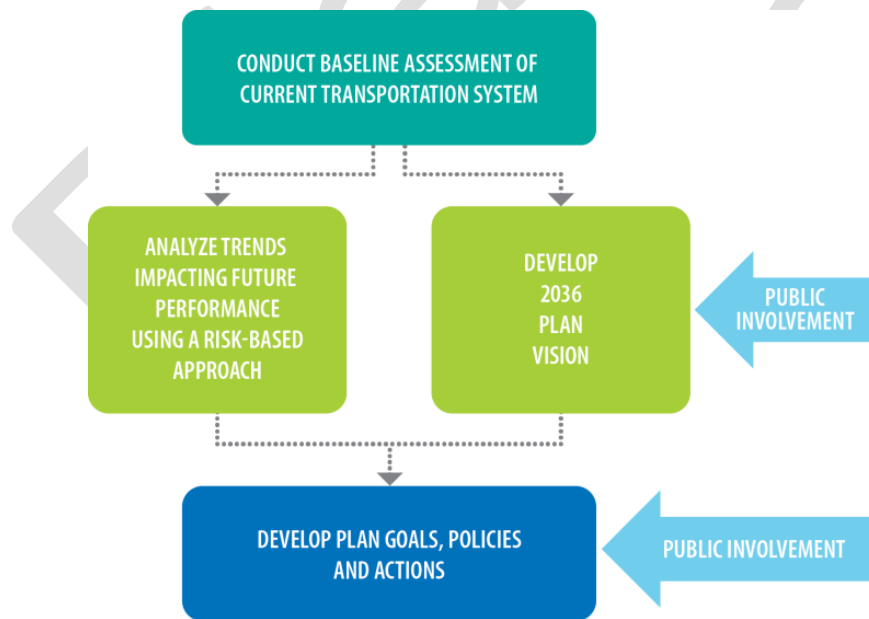 CONDUCT BASELINE ASSESSMENT OF
CURRENT TRANSPORTATION SYSTEM
ANALYZE TRENDS
IMPACTING FUTURE
PERFORMANCE
USING A RISK-BASED
APPROACH
DEVELOP
2036
PLAN
VISION
PUBLIC
INVOLVEMENT
DEVELOP PLAN GOALS, POLICIES
AND ACTIONS
PUBLIC INVOLVEMENT